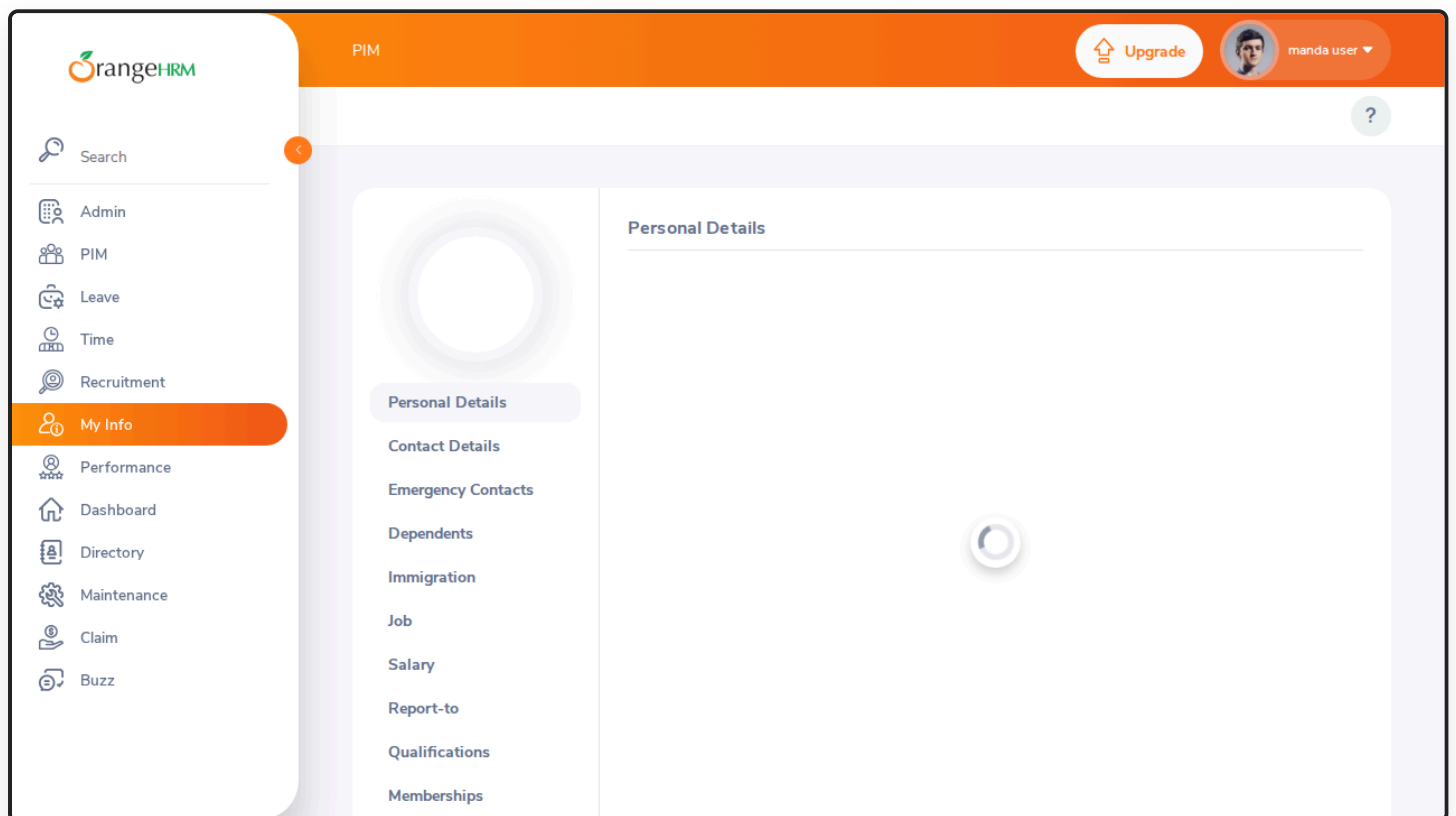 OrangeHRM
PIM
Upgrade
manda user
?
Search
Admin
PIM
Leave
Time
Recruitment
My Info
Performance
Dashboard
Directory
Maintenance
Claim
Buzz
Personal Details
Contact Details
Emergency Contacts
Dependents
Immigration
Job
Salary
Report-to
Qualifications
Memberships
Personal Details